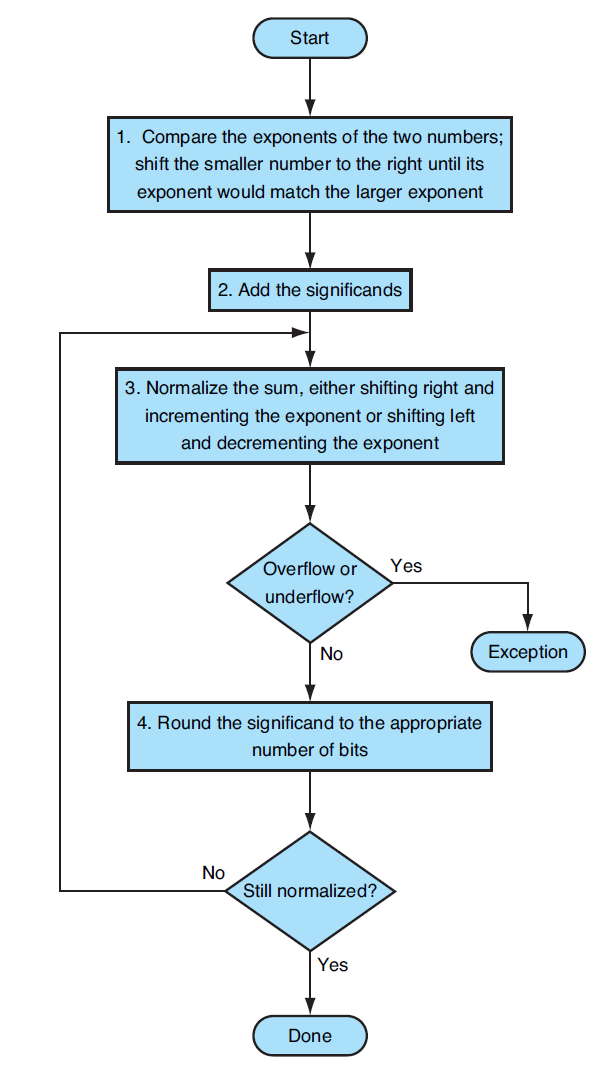 Start
1. Compare the exponents of the two numbers;
shift the smaller number to the right until its
exponent would match the larger exponent
2. Add the significands
3. Normalize the sum, either shifting right and
incrementing the exponent or shifting left
and decrementing the exponent
Overflow or
underflow?
Yes
Exception
No
4. Round the significand to the appropriate
number of bits
Still normalized?
No
Yes
Done